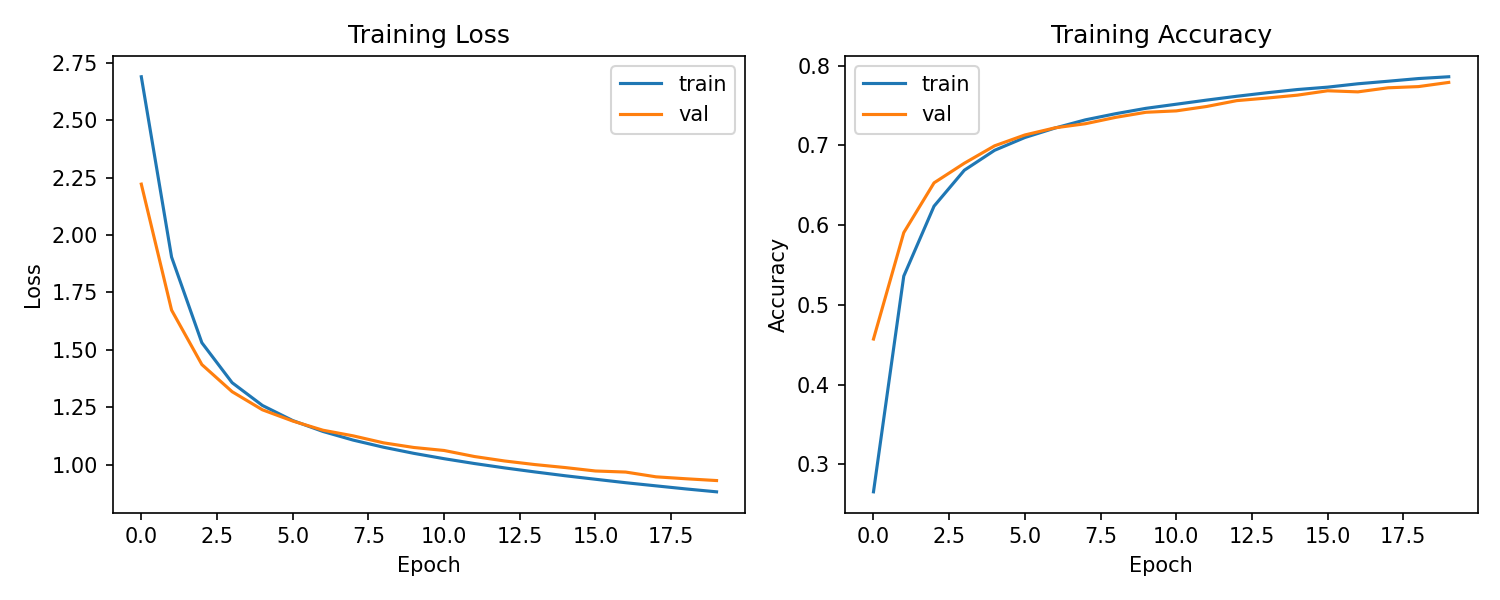 Training Loss
2.75
2.50
2.25
2.00
1.75
1.50
1.25
1.00
Loss
train
val
0.0 2.5 5.0 7.5 10.0 12.5 15.0 17.5
Epoch
Training Accuracy
0.8
0.7
0.6
0.5
0.4
0.3
Accuracy
train
val
0.0 2.5 5.0 7.5 10.0 12.5 15.0 17.5
Epoch